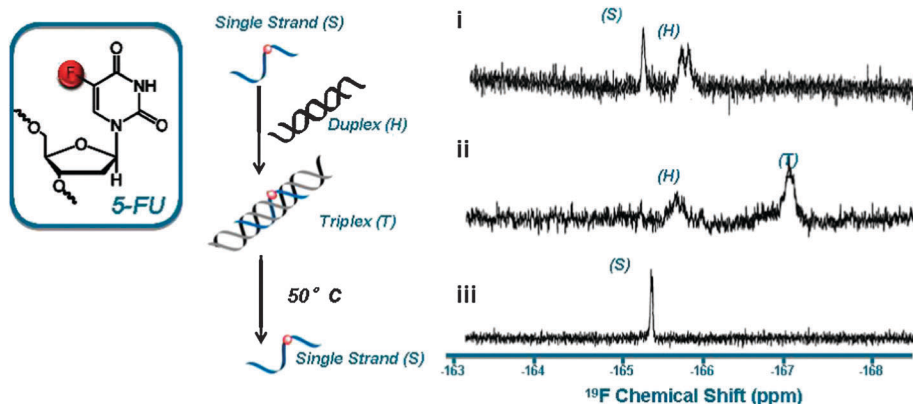 F
O
NH
N
O
O
O
O
H
5-FU
Single Strand (S)
Duplex (H)
Triplex (T)
50° C
Single Strand (S)
i
(S)
(H)
ii
(H)
(T)
iii
(S)
-163 -164 -165 -166 -167 -168
¹⁹F Chemical Shift (ppm)